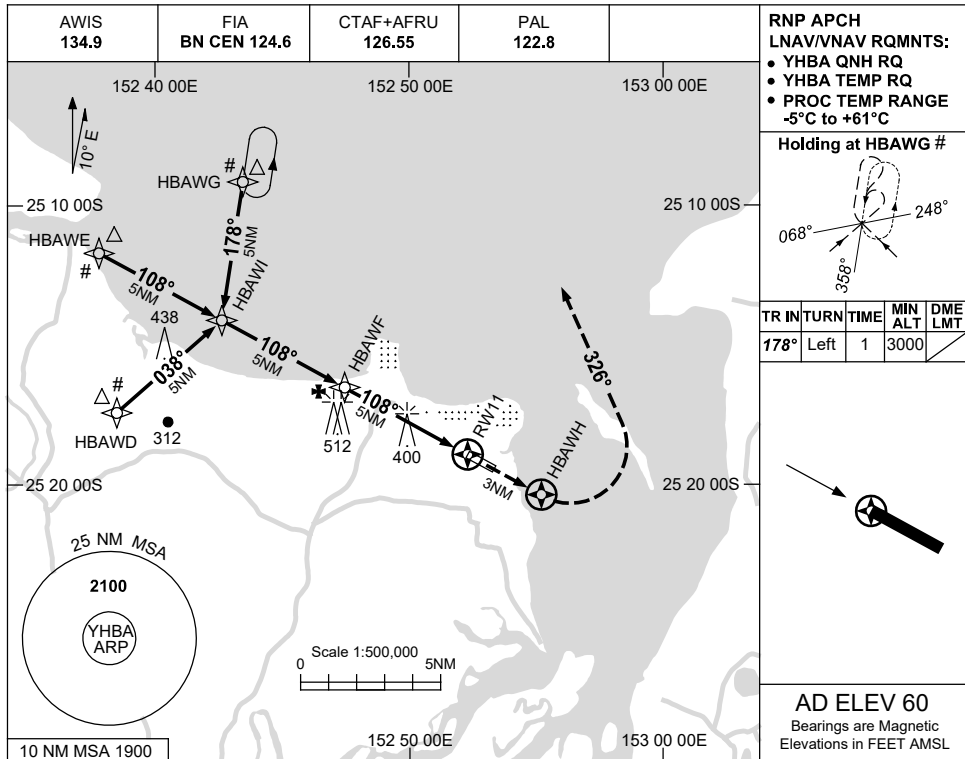 AWIS
134.9
FIA
BN CEN 124.6
CTAF+AFRU
126.55
PAL
122.8
RNP APCH
LNAV/VNAV RQMNTS:
● YHBA QNH RQ
● YHBA TEMP RQ
● PROC TEMP RANGE
-5°C to +61°C
152 40 00E
152 50 00E
153 00 00E
10° E
#
HBAWG
25 10 00S
25 10 00S
HBAWE
#
178°
5NM
108°
5NM
HBAWI
438
108°
5NM
HBAWF
038°
5NM
#
HBAWD
312
512
108°
5NM
400
RW11
3NM
HBAWH
326°
25 20 00S
25 20 00S
25 NM MSA
2100
YHBA
ARP
Scale 1:500,000
0
5NM
10 NM MSA 1900
152 50 00E
153 00 00E
Holding at HBAWG #
068°
248°
358°
TR IN TURN TIME MIN ALT DME LMT
178° Left 1 3000
AD ELEV 60
Bearings are Magnetic
Elevations in FEET AMSL